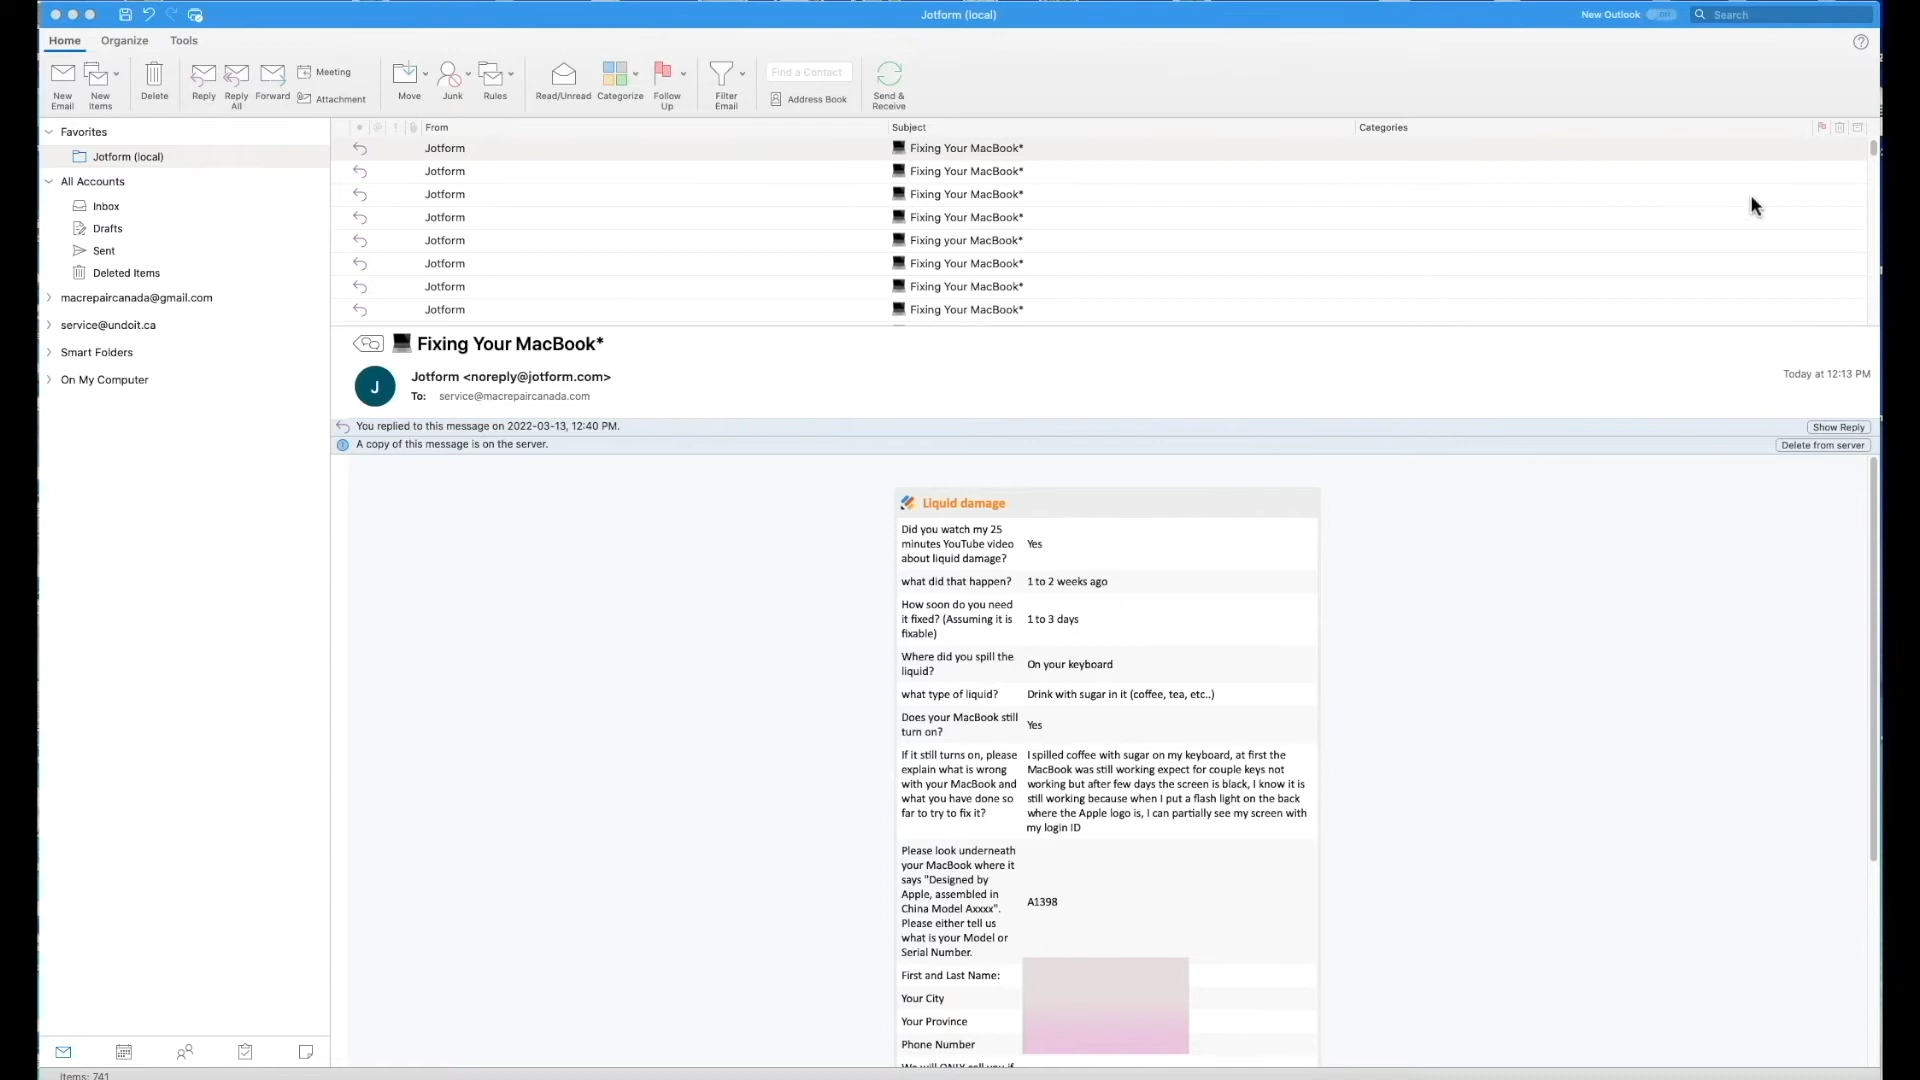 Jotform (local)
New Outlook
Search
Home
Organize
Tools
New Email
New Items
Delete
Reply
Reply All
Forward
Meeting
Attachment
Move
Junk
Rules
Read/Unread
Categorize
Follow Up
Filter Email
Find a Contact
Address Book
Send & Receive
Favorites
Jotform (local)
All Accounts
Inbox
Drafts
Sent
Deleted Items
macrepaircanada@gmail.com
service@undoit.ca
Smart Folders
On My Computer
From
Subject
Categories
Jotform
Fixing Your MacBook*
Jotform
Fixing Your MacBook*
Jotform
Fixing Your MacBook*
Jotform
Fixing Your MacBook*
Jotform
Fixing your MacBook*
Jotform
Fixing Your MacBook*
Jotform
Fixing Your MacBook*
Jotform
Fixing Your MacBook*
Fixing Your MacBook*
J
Jotform <noreply@jotform.com>
Today at 12:13 PM
To: service@macrepaircanada.com
You replied to this message on 2022-03-13, 12:40 PM.
Show Reply
A copy of this message is on the server.
Delete from server
Liquid damage
Did you watch my 25
minutes YouTube video
about liquid damage?
Yes
what did that happen?
1 to 2 weeks ago
How soon do you need
it fixed? (Assuming it is
fixable)
1 to 3 days
Where did you spill the
liquid?
On your keyboard
what type of liquid?
Drink with sugar in it (coffee, tea, etc..)
Does your MacBook still
turn on?
Yes
If it still turns on, please
explain what is wrong
with your MacBook and
what you have done so
far to try to fix it?
I spilled coffee with sugar on my keyboard, at first the
MacBook was still working expect for couple keys not
working but after few days the screen is black, I know it is
still working because when I put a flash light on the back
where the Apple logo is, I can partially see my screen with
my login ID
Please look underneath
your MacBook where it
says "Designed by
Apple, assembled in
China Model Axxxx".
Please either tell us
what is your Model or
Serial Number.
A1398
First and Last Name:
Your City
Your Province
Phone Number
We will ONLY call you if
Items: 741